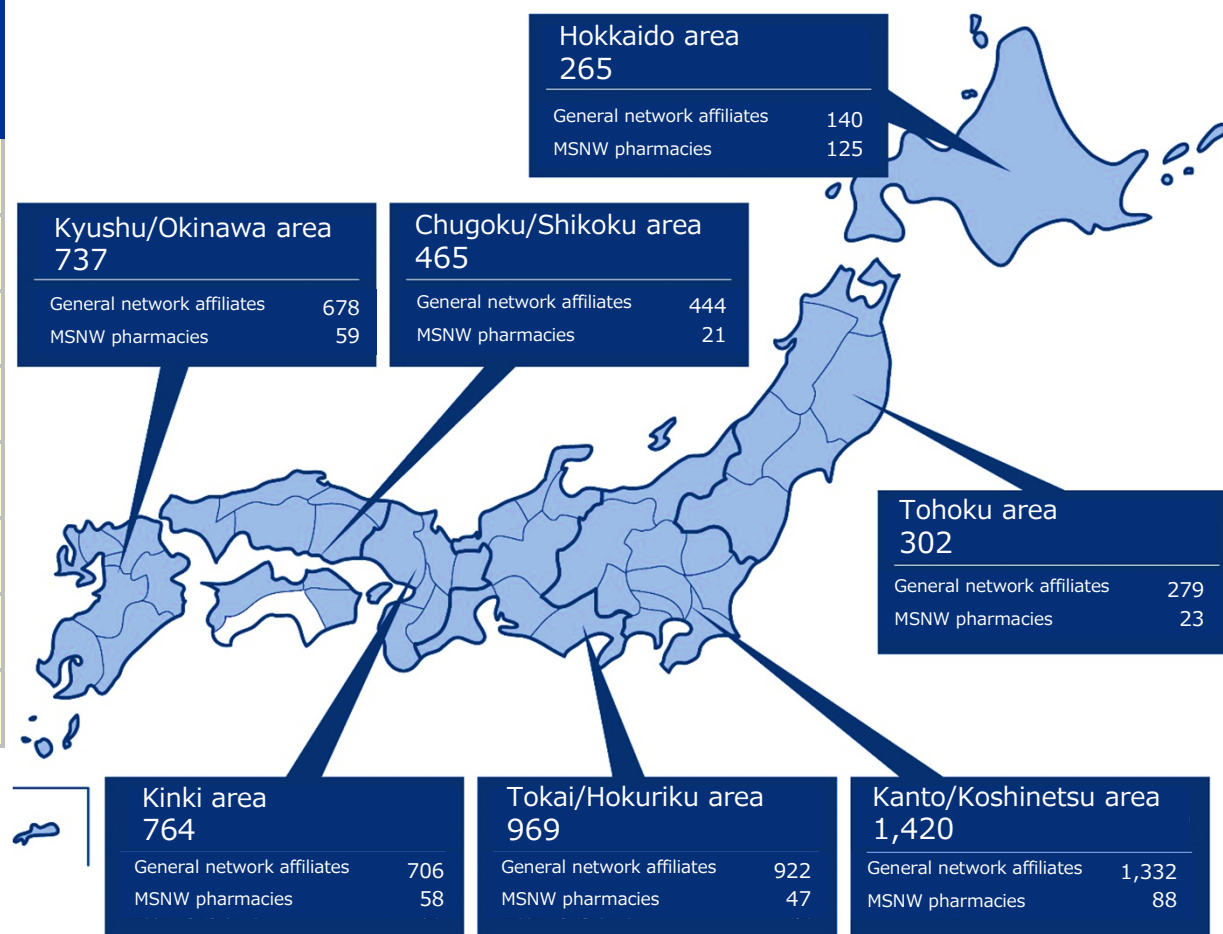 Hokkaido area
265
General network affiliates 140
MSNW pharmacies 125
Kyushu/Okinawa area
737
General network affiliates 678
MSNW pharmacies 59
Chugoku/Shikoku area
465
General network affiliates 444
MSNW pharmacies 21
Tohoku area
302
General network affiliates 279
MSNW pharmacies 23
Kinki area
764
General network affiliates 706
MSNW pharmacies 58
Tokai/Hokuriku area
969
General network affiliates 922
MSNW pharmacies 47
Kanto/Koshinetsu area
1,420
General network affiliates 1,332
MSNW pharmacies 88